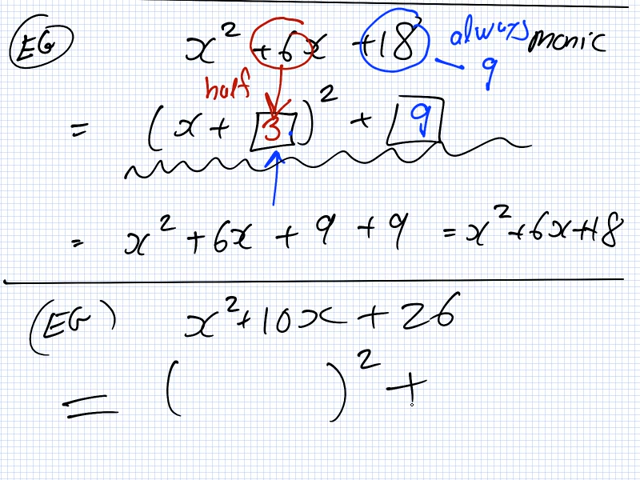 EG x² +6x +18 always monic
half - 9
= (x + 3)² + 9
= x² + 6x + 9 + 9 = x² + 6x + 18
(EG) x² + 10x + 26
= ( )² +